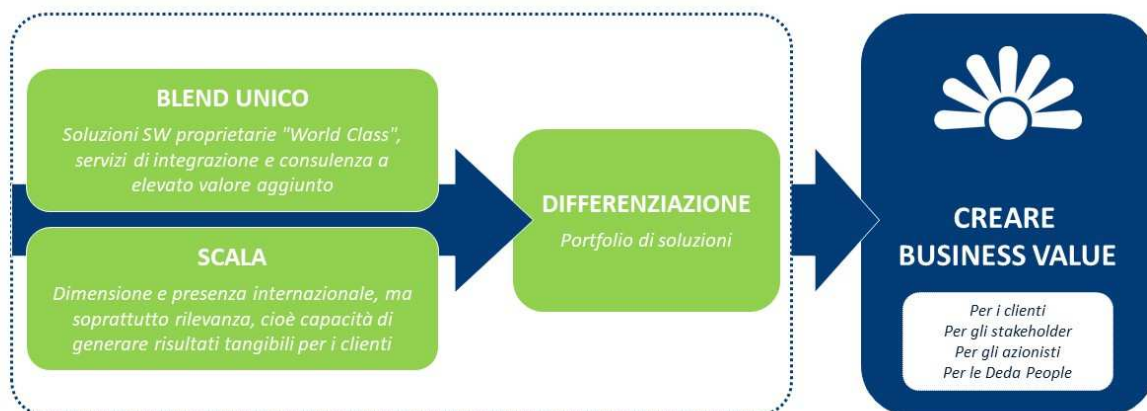 BLEND UNICO
Soluzioni SW proprietarie "World Class",
servizi di integrazione e consulenza a
elevato valore aggiunto
SCALA
Dimensione e presenza internazionale, ma
soprattutto rilevanza, cioè capacità di
generare risultati tangibili per i clienti
DIFFERENZIAZIONE
Portfolio di soluzioni
CREARE
BUSINESS VALUE
Per i clienti
Per gli stakeholder
Per gli azionisti
Per le Deda People